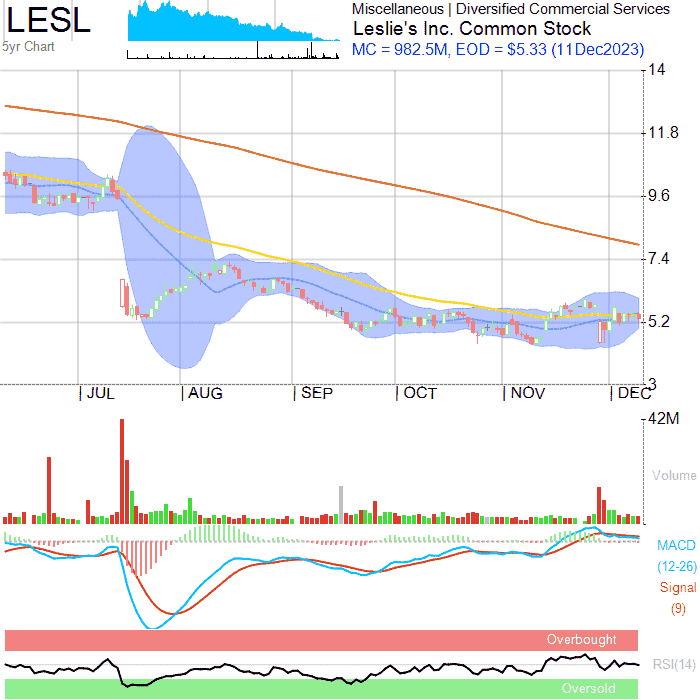 LESL
5yr Chart
Miscellaneous | Diversified Commercial Services
Leslie's Inc. Common Stock
MC = 982.5M, EOD = $5.33 (11Dec2023)
14
11.8
9.6
7.4
5.2
3
JUL
AUG
SEP
OCT
NOV
DEC
42M
Volume
MACD
(12-26)
Signal
(9)
Overbought
RSI(14)
Oversold